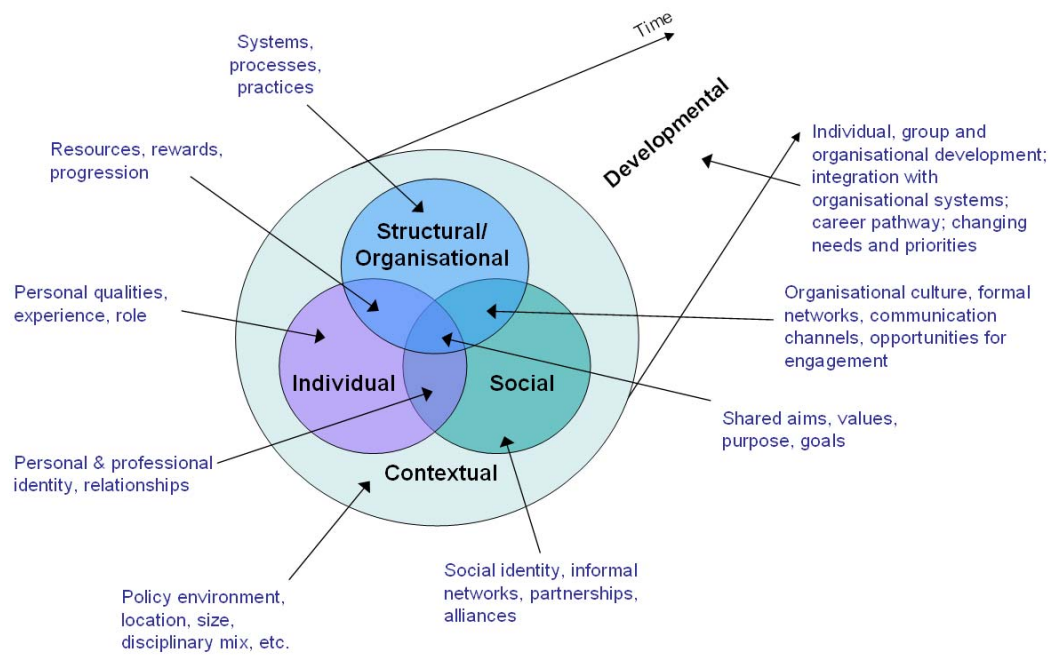 Time
Systems,
processes,
practices
Developmental
Individual, group and
organisational development;
integration with
organisational systems;
career pathway; changing
needs and priorities
Resources, rewards,
progression
Structural/
Organisational
Personal qualities,
experience, role
Organisational culture, formal
networks, communication
channels, opportunities for
engagement
Individual
Social
Shared aims, values,
purpose, goals
Personal & professional
identity, relationships
Contextual
Social identity, informal
networks, partnerships,
alliances
Policy environment,
location, size,
disciplinary mix, etc.